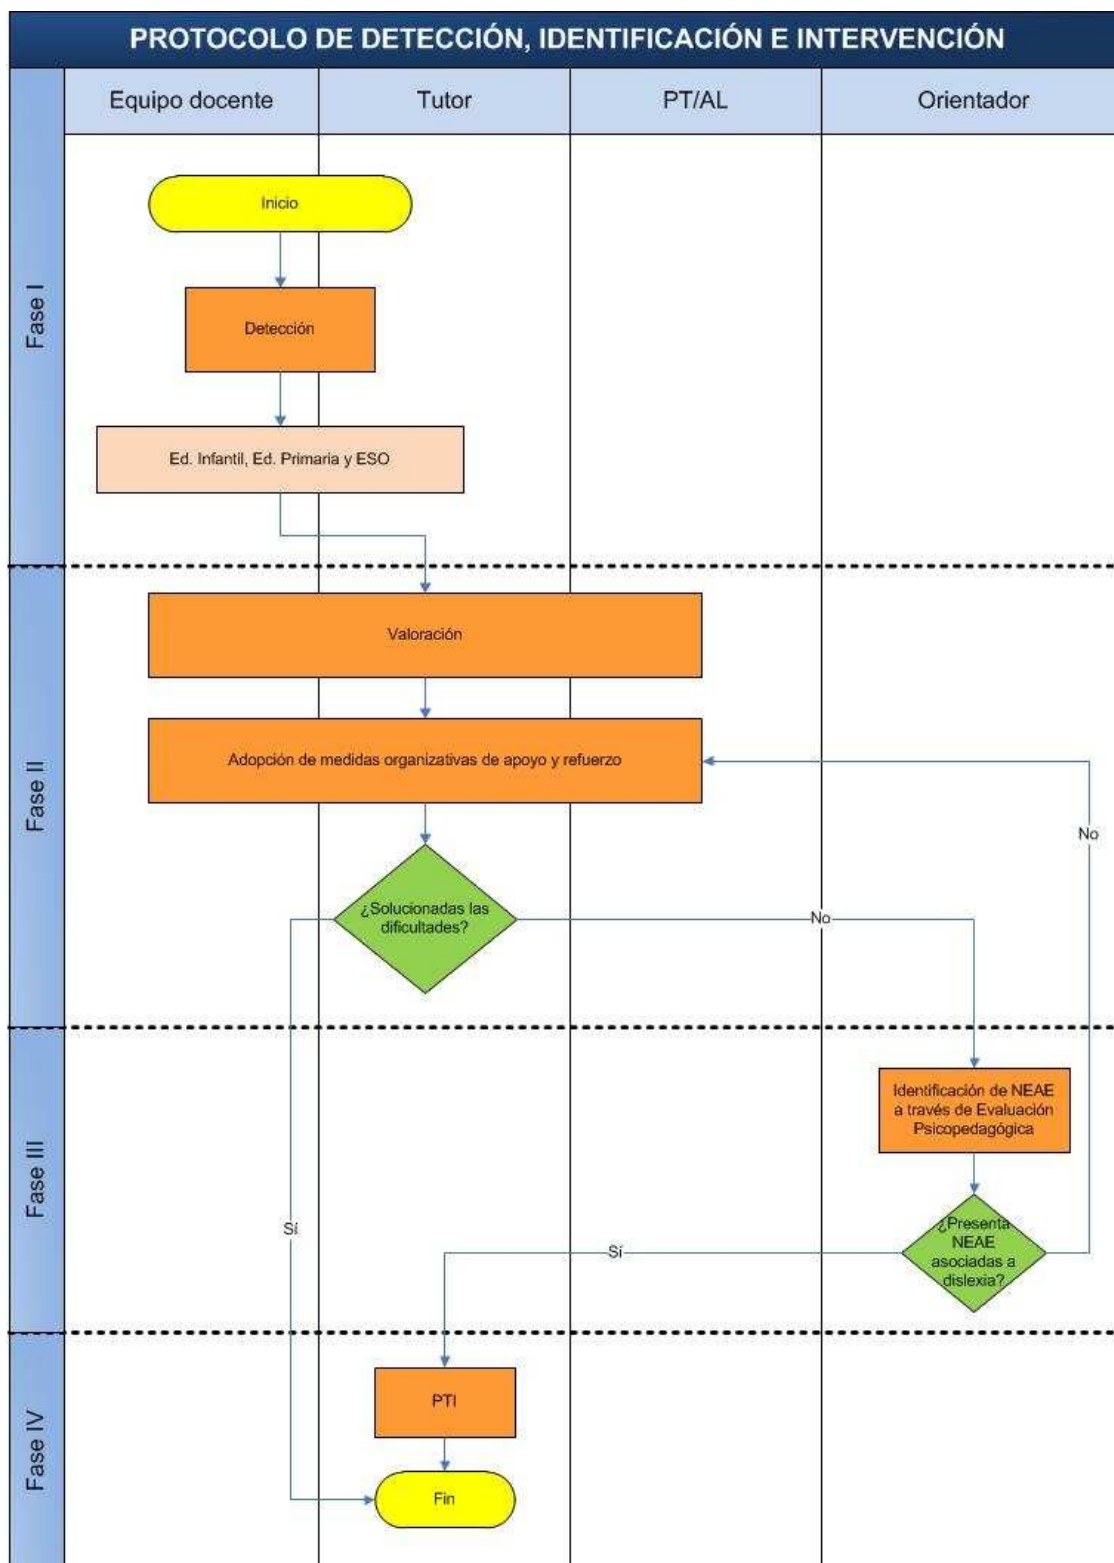 PROTOCOLO DE DETECCIÓN, IDENTIFICACIÓN E INTERVENCIÓN
Equipo docente
Tutor
PT/AL
Orientador
Fase I
Inicio
Detección
Ed. Infantil, Ed. Primaria y ESO
Fase II
Valoración
Adopción de medidas organizativas de apoyo y refuerzo
No
¿Solucionadas las
dificultades?
No
Fase III
Identificación de NEAE
a través de Evaluación
Psicopedagógica
Sí
Sí
¿Presenta
NEAE
asociadas a
dislexia?
Fase IV
PTI
Fin